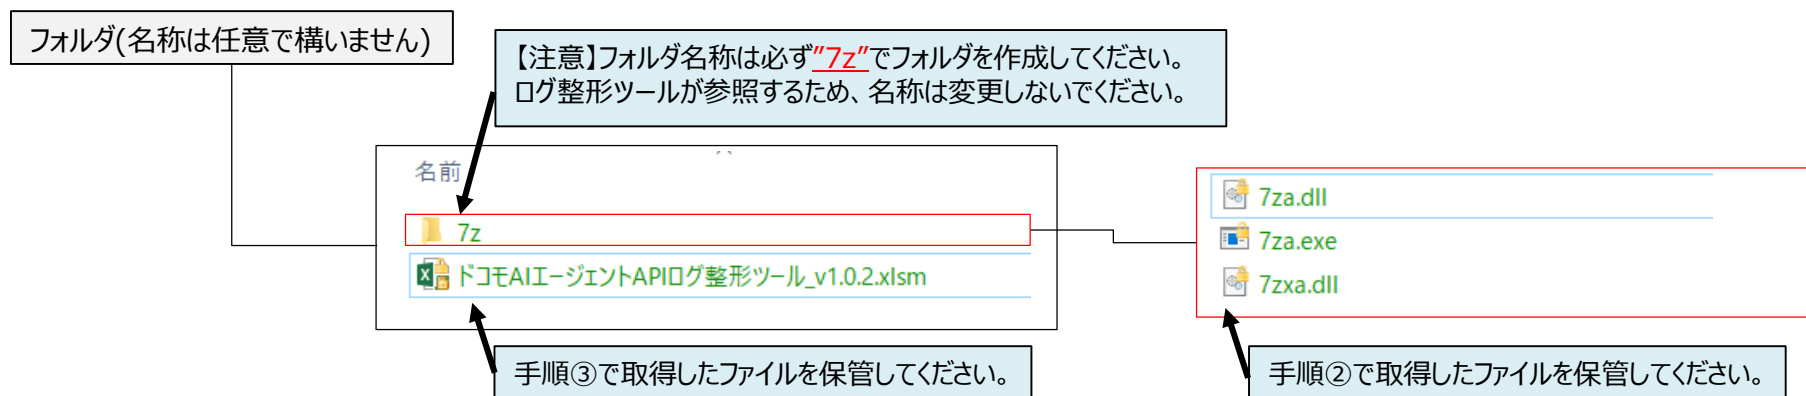 フォルダ(名称は任意で構いません)
【注意】フォルダ名称は必ず”7z”でフォルダを作成してください。
ログ整形ツールが参照するため、名称は変更しないでください。
名前
7z
ドコモAIエージェントAPIログ整形ツール_v1.0.2.xlsm
7za.dll
7za.exe
7zxa.dll
手順③で取得したファイルを保管してください。
手順②で取得したファイルを保管してください。